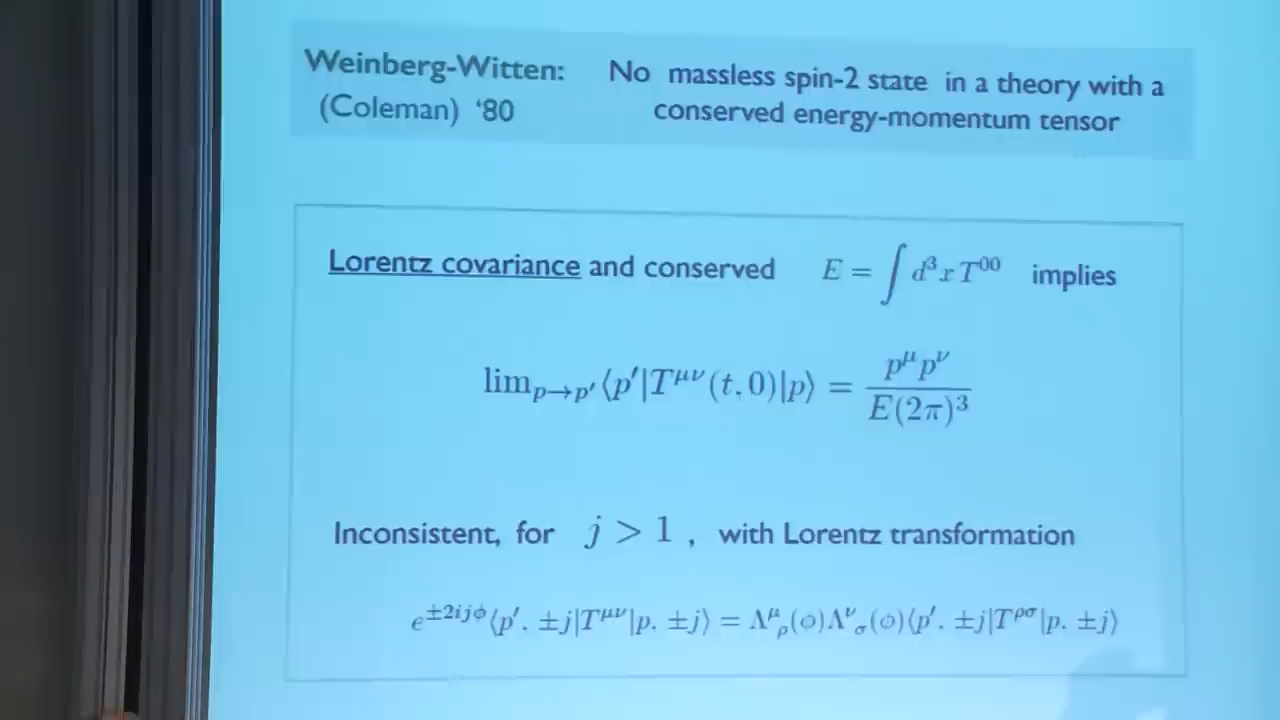 Weinberg-Witten: No massless spin-2 state in a theory with a
(Coleman) ‘80 conserved energy-momentum tensor
Lorentz covariance and conserved E = ∫ d³x T⁰⁰ implies
lim_{p→p′} ⟨p′|T^{μν}(t, 0)|p⟩ = p^μ p^ν / E(2π)³
Inconsistent, for j > 1 , with Lorentz transformation
e^{±2ijϕ}⟨p′, ±j|T^{μν}|p, ±j⟩ = Λ^μ_ρ(ϕ)Λ^ν_σ(ϕ)⟨p′, ±j|T^{ρσ}|p, ±j⟩